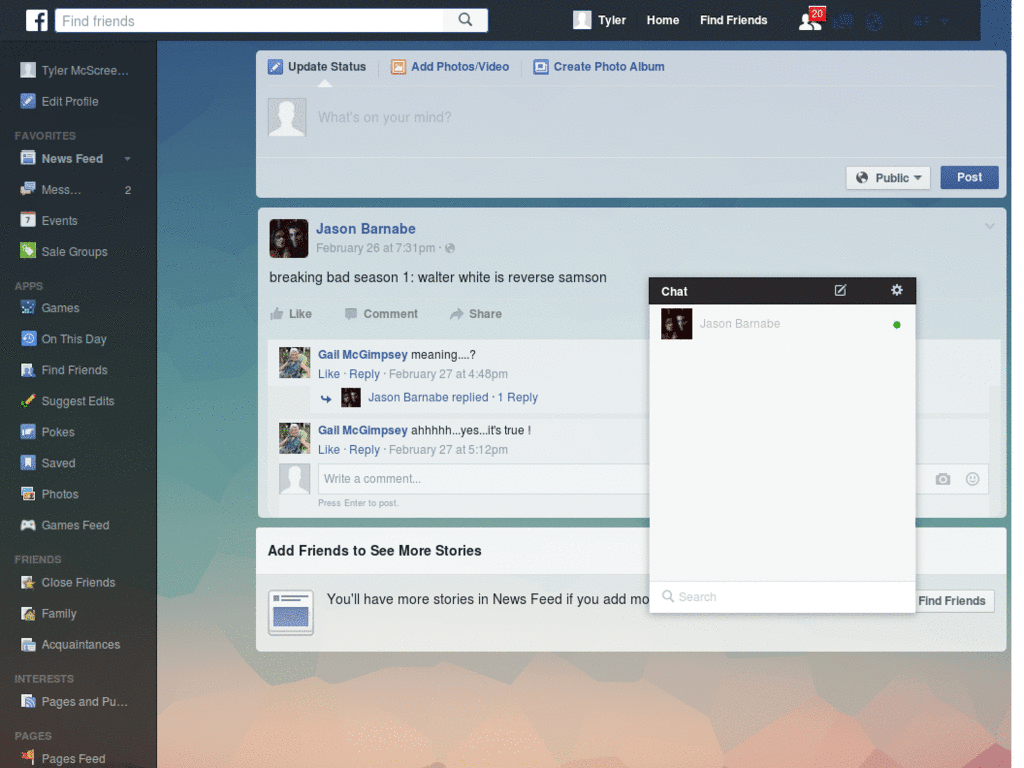 Find friends
Tyler
Home
Find Friends
20
Tyler McScree...
Edit Profile
FAVORITES
News Feed
Mess... 2
Events
Sale Groups
APPS
Games
On This Day
Find Friends
Suggest Edits
Pokes
Saved
Photos
Games Feed
FRIENDS
Close Friends
Family
Acquaintances
INTERESTS
Pages and Pu...
PAGES
Pages Feed
Update Status
Add Photos/Video
Create Photo Album
What's on your mind?
Public
Post
Jason Barnabe
February 26 at 7:31pm ·
breaking bad season 1: walter white is reverse samson
Like
Comment
Share
Gail McGimpsey meaning....?
Like · Reply · February 27 at 4:48pm
Jason Barnabe replied · 1 Reply
Gail McGimpsey ahhhhh...yes...it's true !
Like · Reply · February 27 at 5:12pm
Write a comment...
Press Enter to post.
Add Friends to See More Stories
You'll have more stories in News Feed if you add mo
Find Friends
Chat
Jason Barnabe
Search